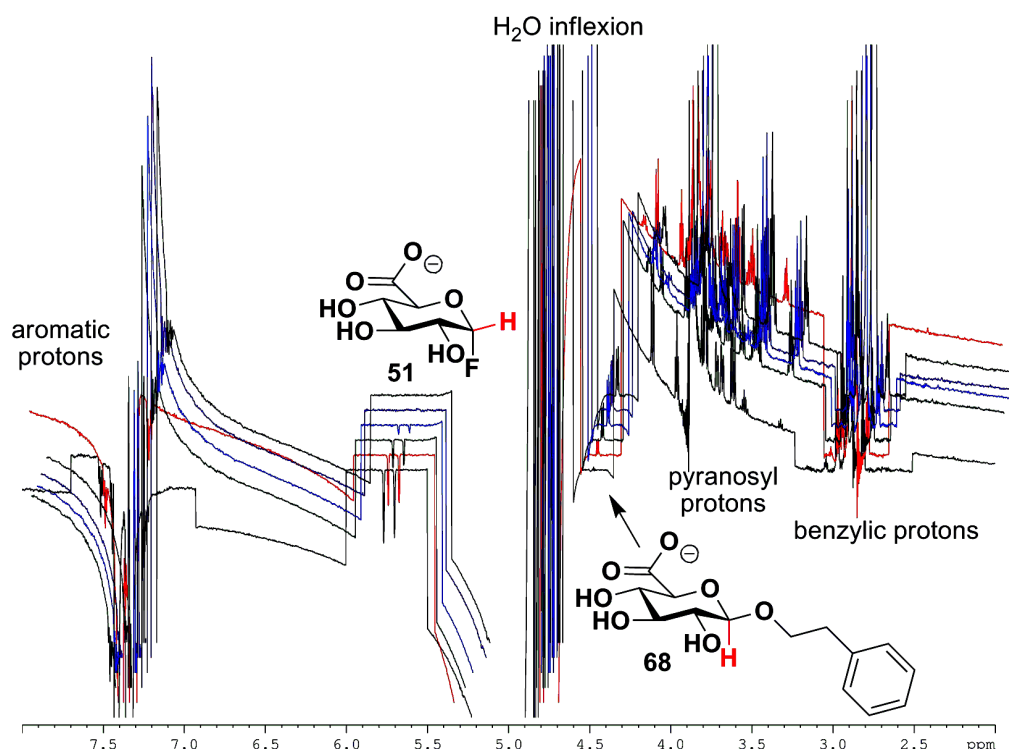 H₂O inflexion
O
O ⊖
HO
O
HO
H
HO
F
51
aromatic
protons
pyranosyl
protons
benzylic protons
O
O ⊖
HO
O
O
HO
HO
H
68
7.5 7.0 6.5 6.0 5.5 5.0 4.5 4.0 3.5 3.0 2.5 ppm